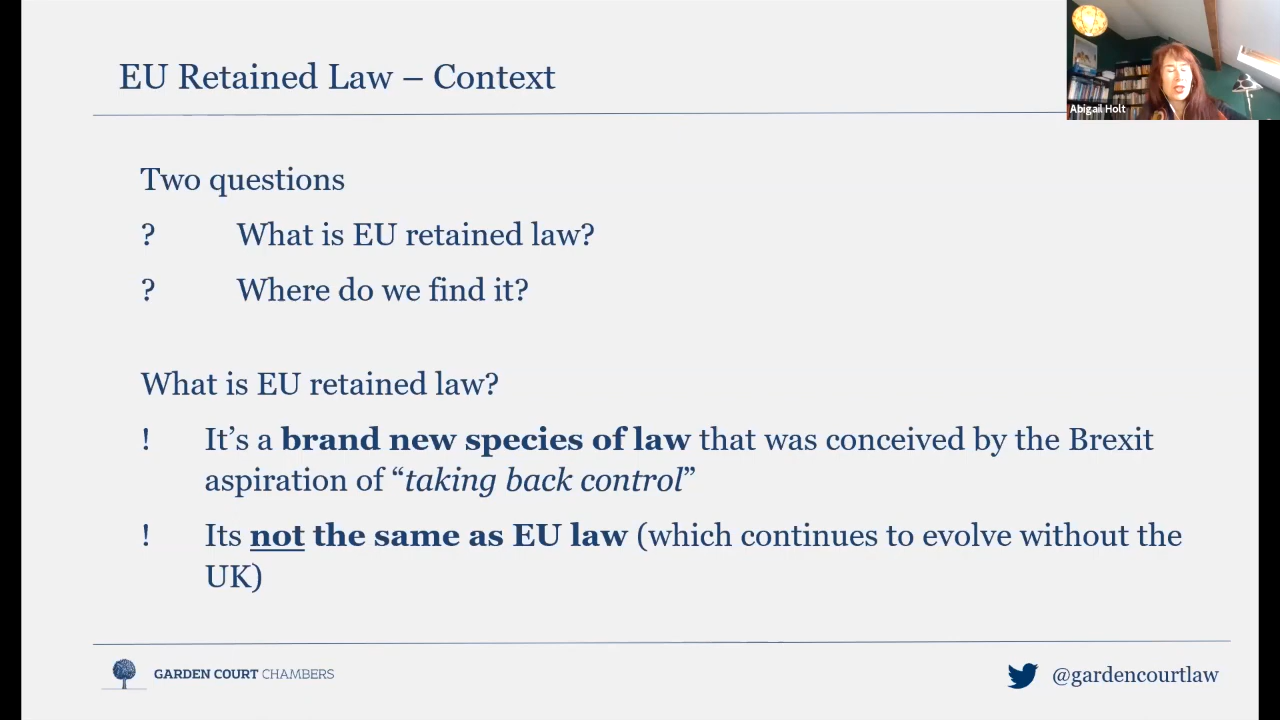 EU Retained Law – Context
Abigail Holt
Two questions
? What is EU retained law?
? Where do we find it?
What is EU retained law?
! It’s a brand new species of law that was conceived by the Brexit
aspiration of “taking back control”
! Its not the same as EU law (which continues to evolve without the
UK)
GARDEN COURT CHAMBERS
@gardencourtlaw